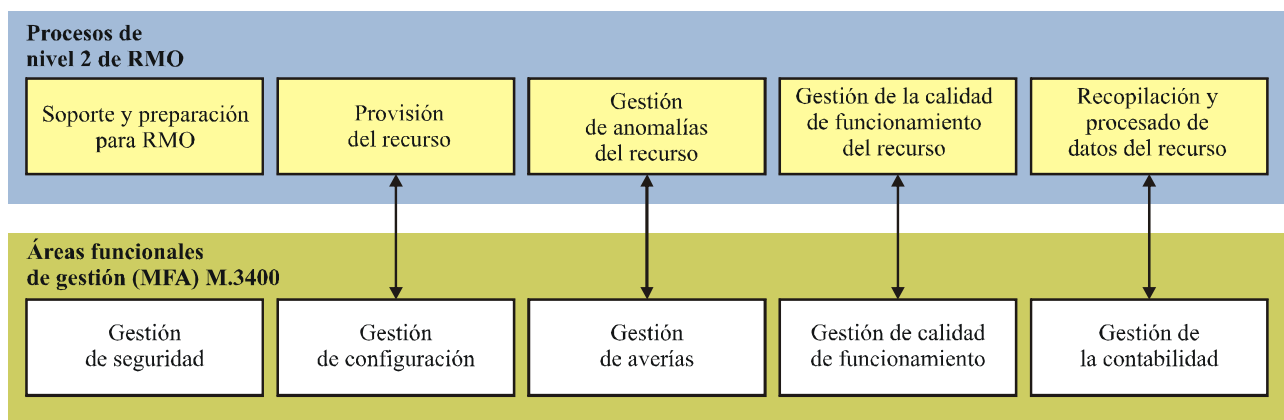 Procesos de
nivel 2 de RMO
Soporte y preparación
para RMO
Provisión
del recurso
Gestión
de anomalías
del recurso
Gestión de la calidad
de funcionamiento
del recurso
Recopilación y
procesado de
datos del recurso
Áreas funcionales
de gestión (MFA) M.3400
Gestión
de seguridad
Gestión
de configuración
Gestión
de averías
Gestión de calidad
de funcionamiento
Gestión de
la contabilidad